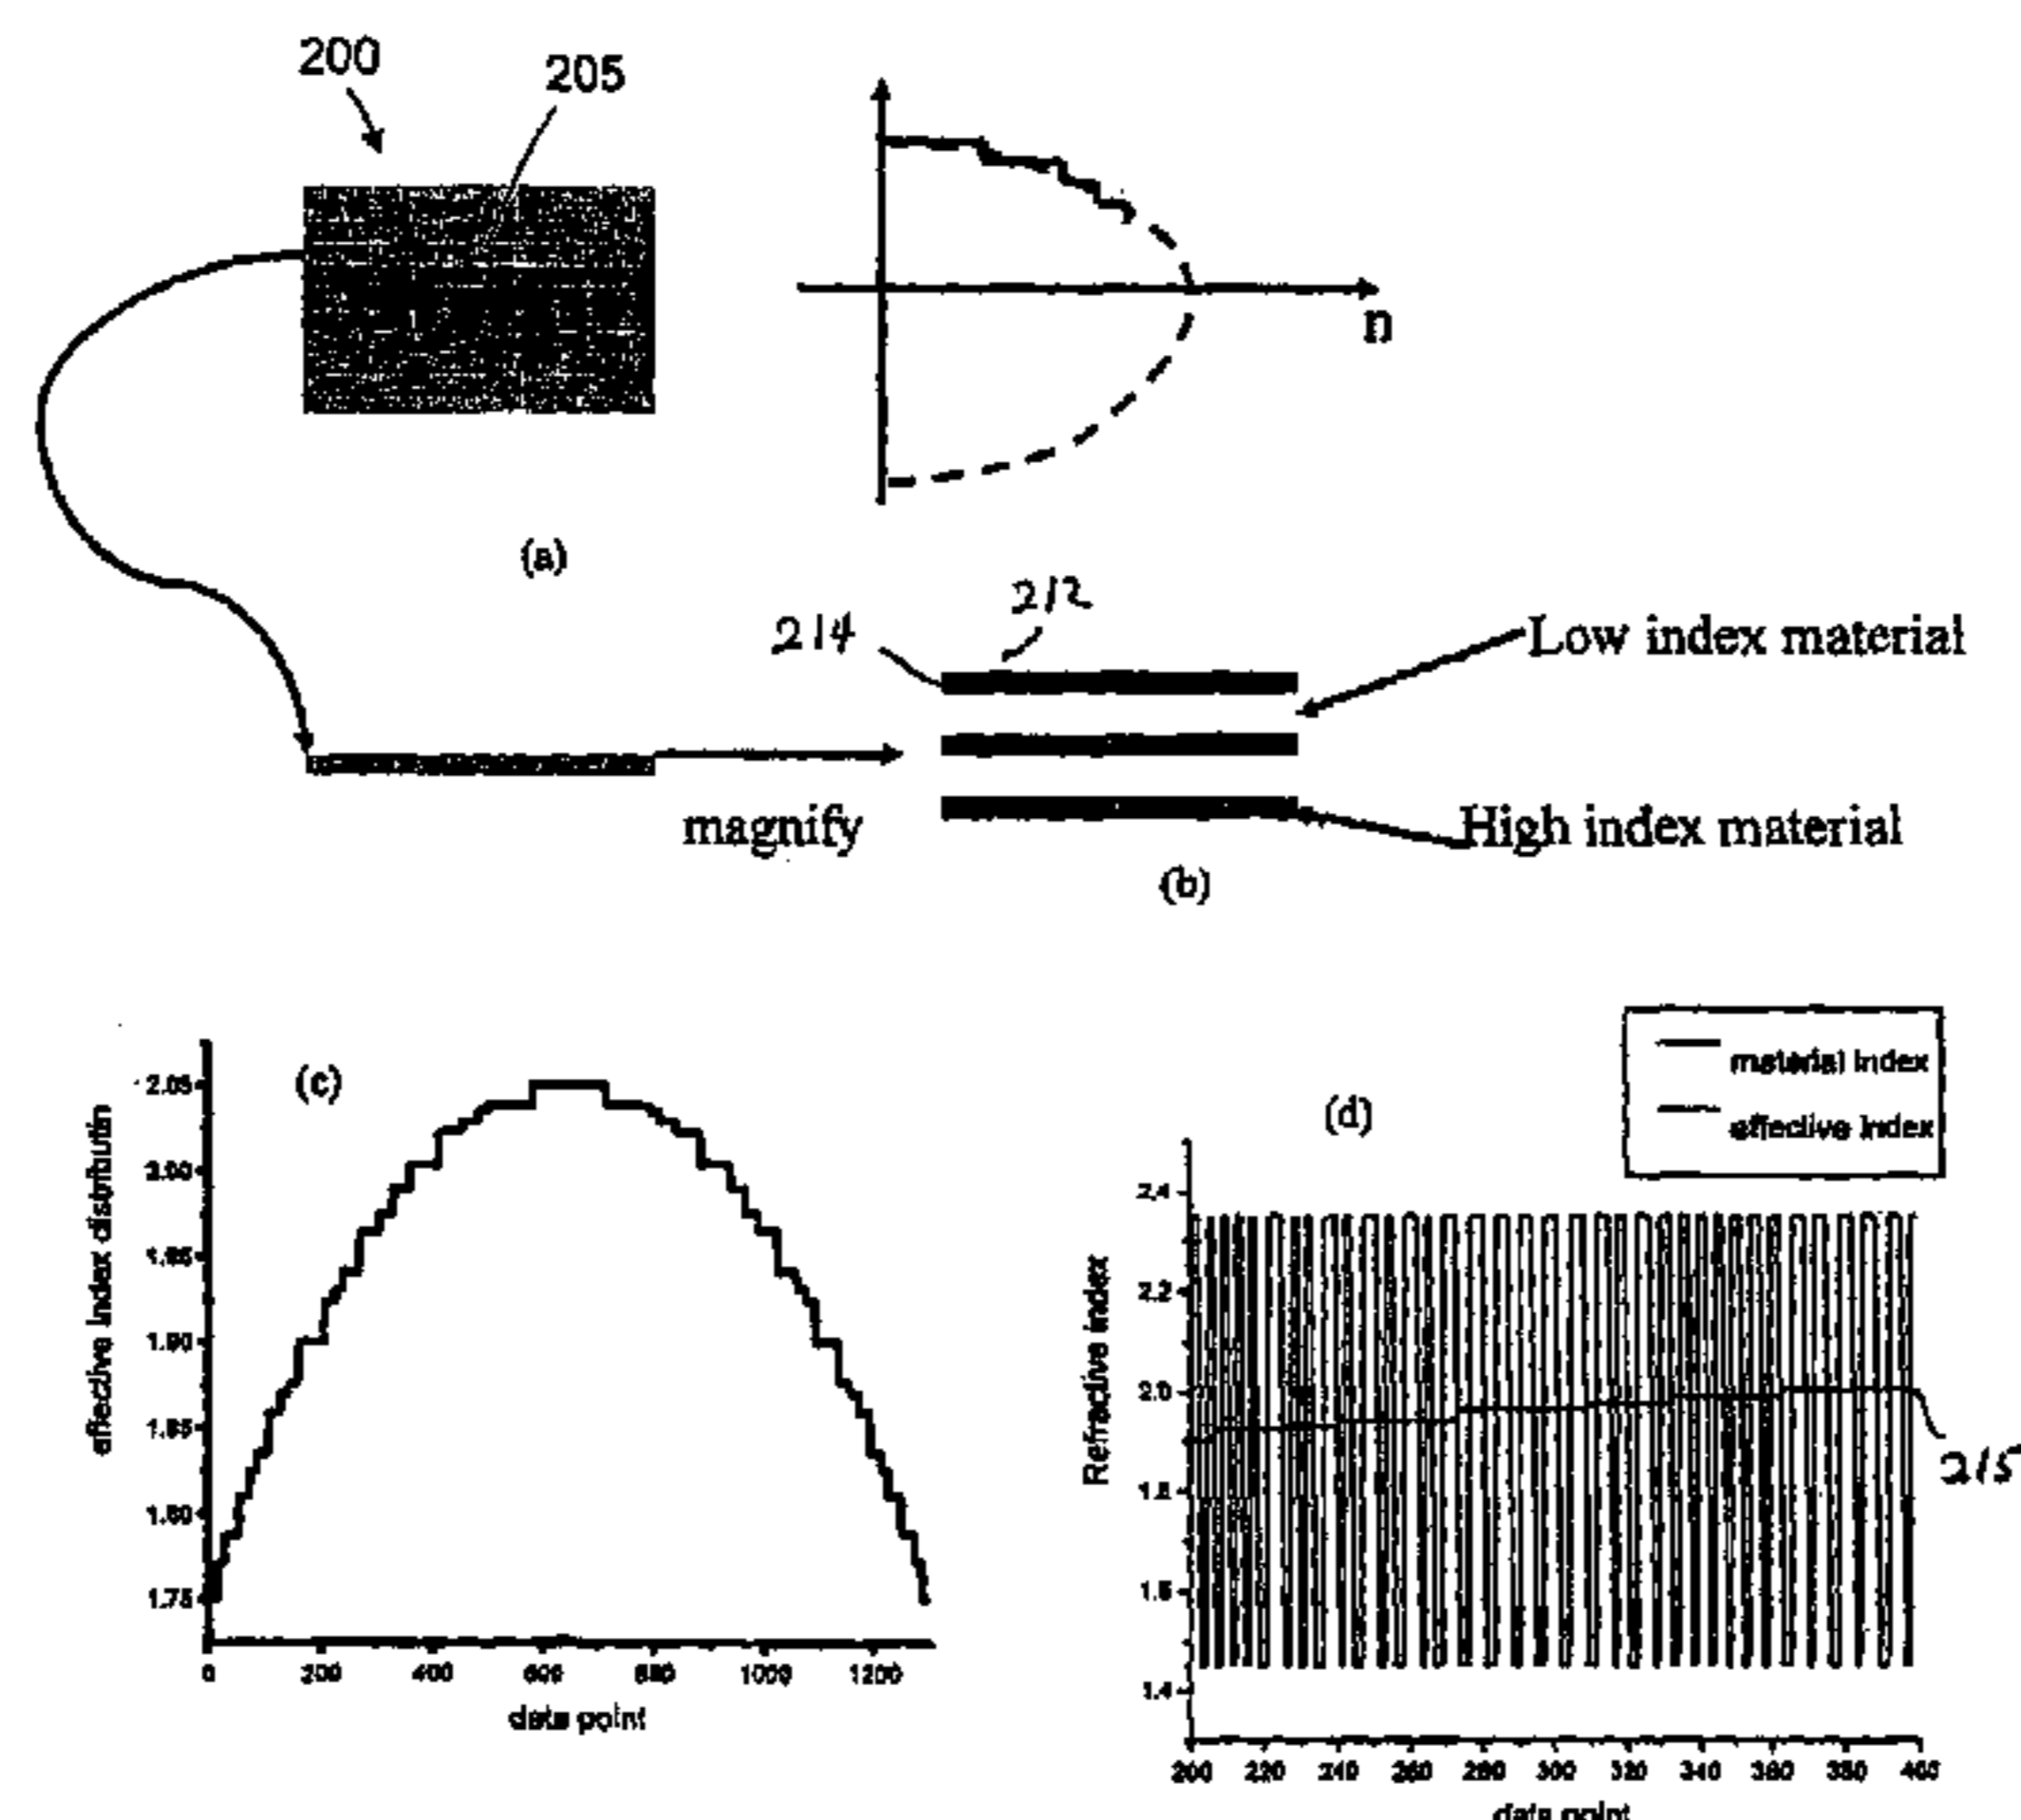 200
205
n
(a)
212
214
Low index material
magnify
High index material
(b)
(c)
2.05
2.00
1.95
1.90
1.85
1.80
1.75
effective index distributin
0 200 400 600 800 1000 1200
data point
material index
effective index
(d)
2.4
2.2
2.0
1.8
1.6
1.4
Refractive index
215
200 220 240 260 280 300 320 340 360 380 400
data point